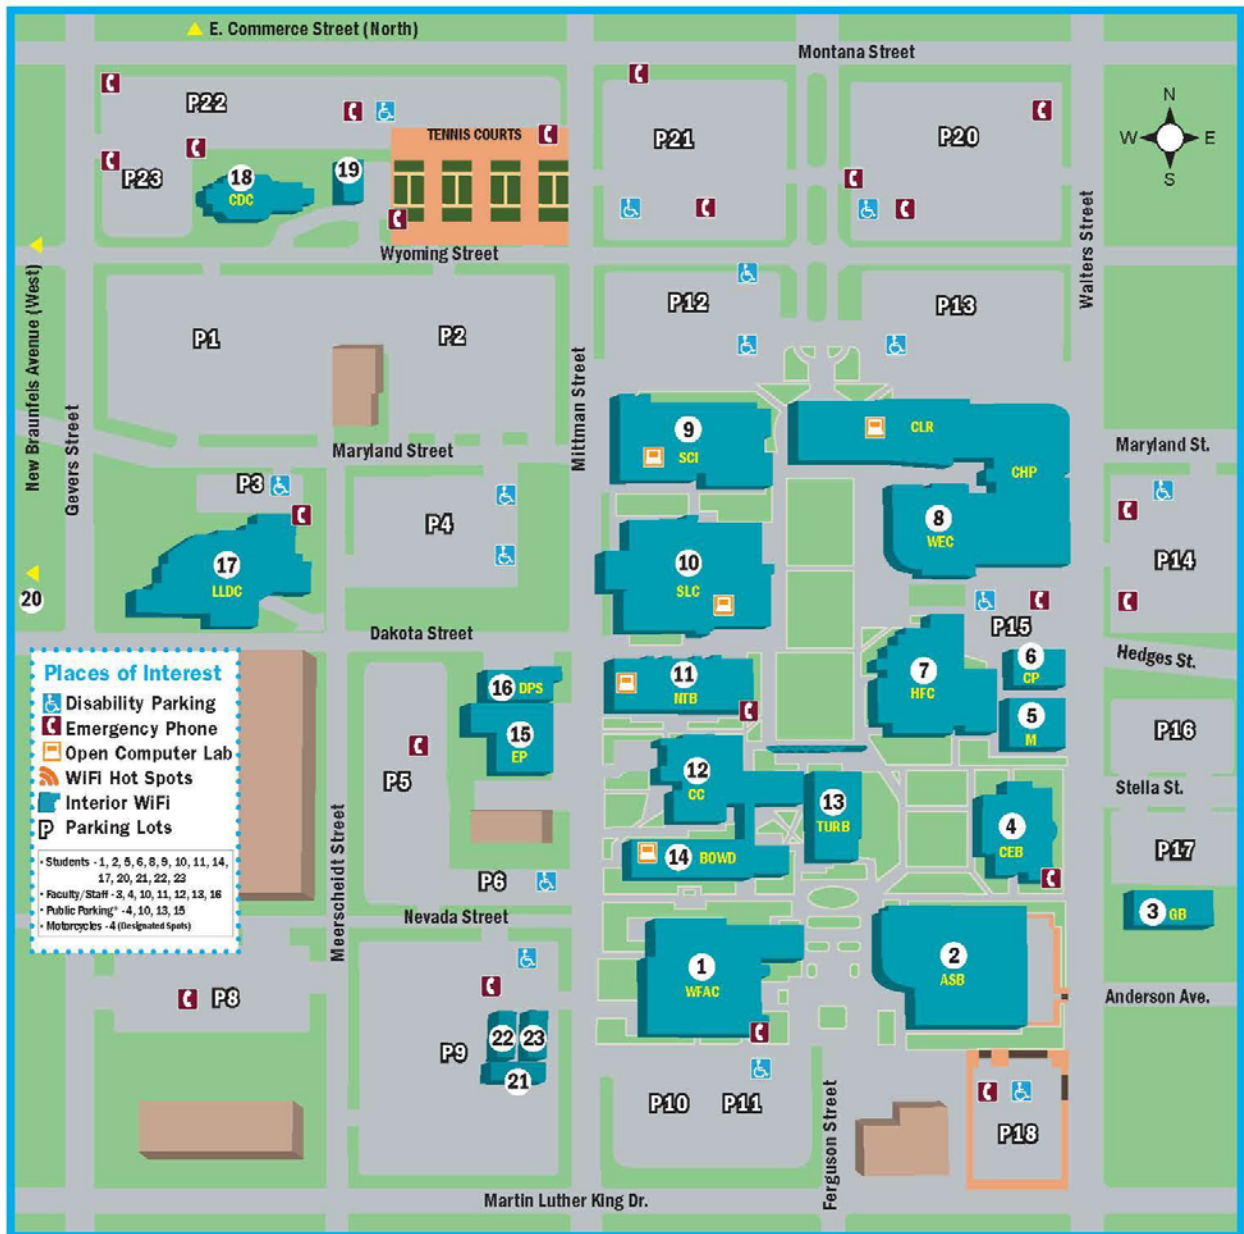 E. Commerce Street (North)
Montana Street
N
W E
S
P22
TENNIS COURTS
P21
P20
P23
18
CDC
19
Wyoming Street
Walters Street
New Braunfels Avenue (West)
P1
P2
P12
P13
Gevers Street
Mittman Street
Maryland Street
Maryland St.
9
SCI
CLR
CHP
8
WEC
P3
P4
P14
17
LLDC
10
SLC
20
P15
Dakota Street
Hedges St.
6
CP
7
HFC
5
M
11
NTB
16 DPS
15
EP
P16
P5
12
CC
13
TURB
Stella St.
4
CEB
P17
14 BOWD
P6
Meerscheidt Street
Nevada Street
3 GB
Places of Interest
Disability Parking
Emergency Phone
Open Computer Lab
WiFi Hot Spots
Interior WiFi
P Parking Lots
• Students - 1, 2, 5, 6, 8, 9, 10, 11, 14,
17, 20, 21, 22, 23
• Faculty/Staff - 3, 4, 10, 11, 12, 13, 16
• Public Parking* - 4, 10, 13, 15
• Motorcycles - 4 (Designated Spots)
1
WFAC
2
ASB
Anderson Ave.
P8
P9
22 23
21
P10 P11
Ferguson Street
P18
Martin Luther King Dr.